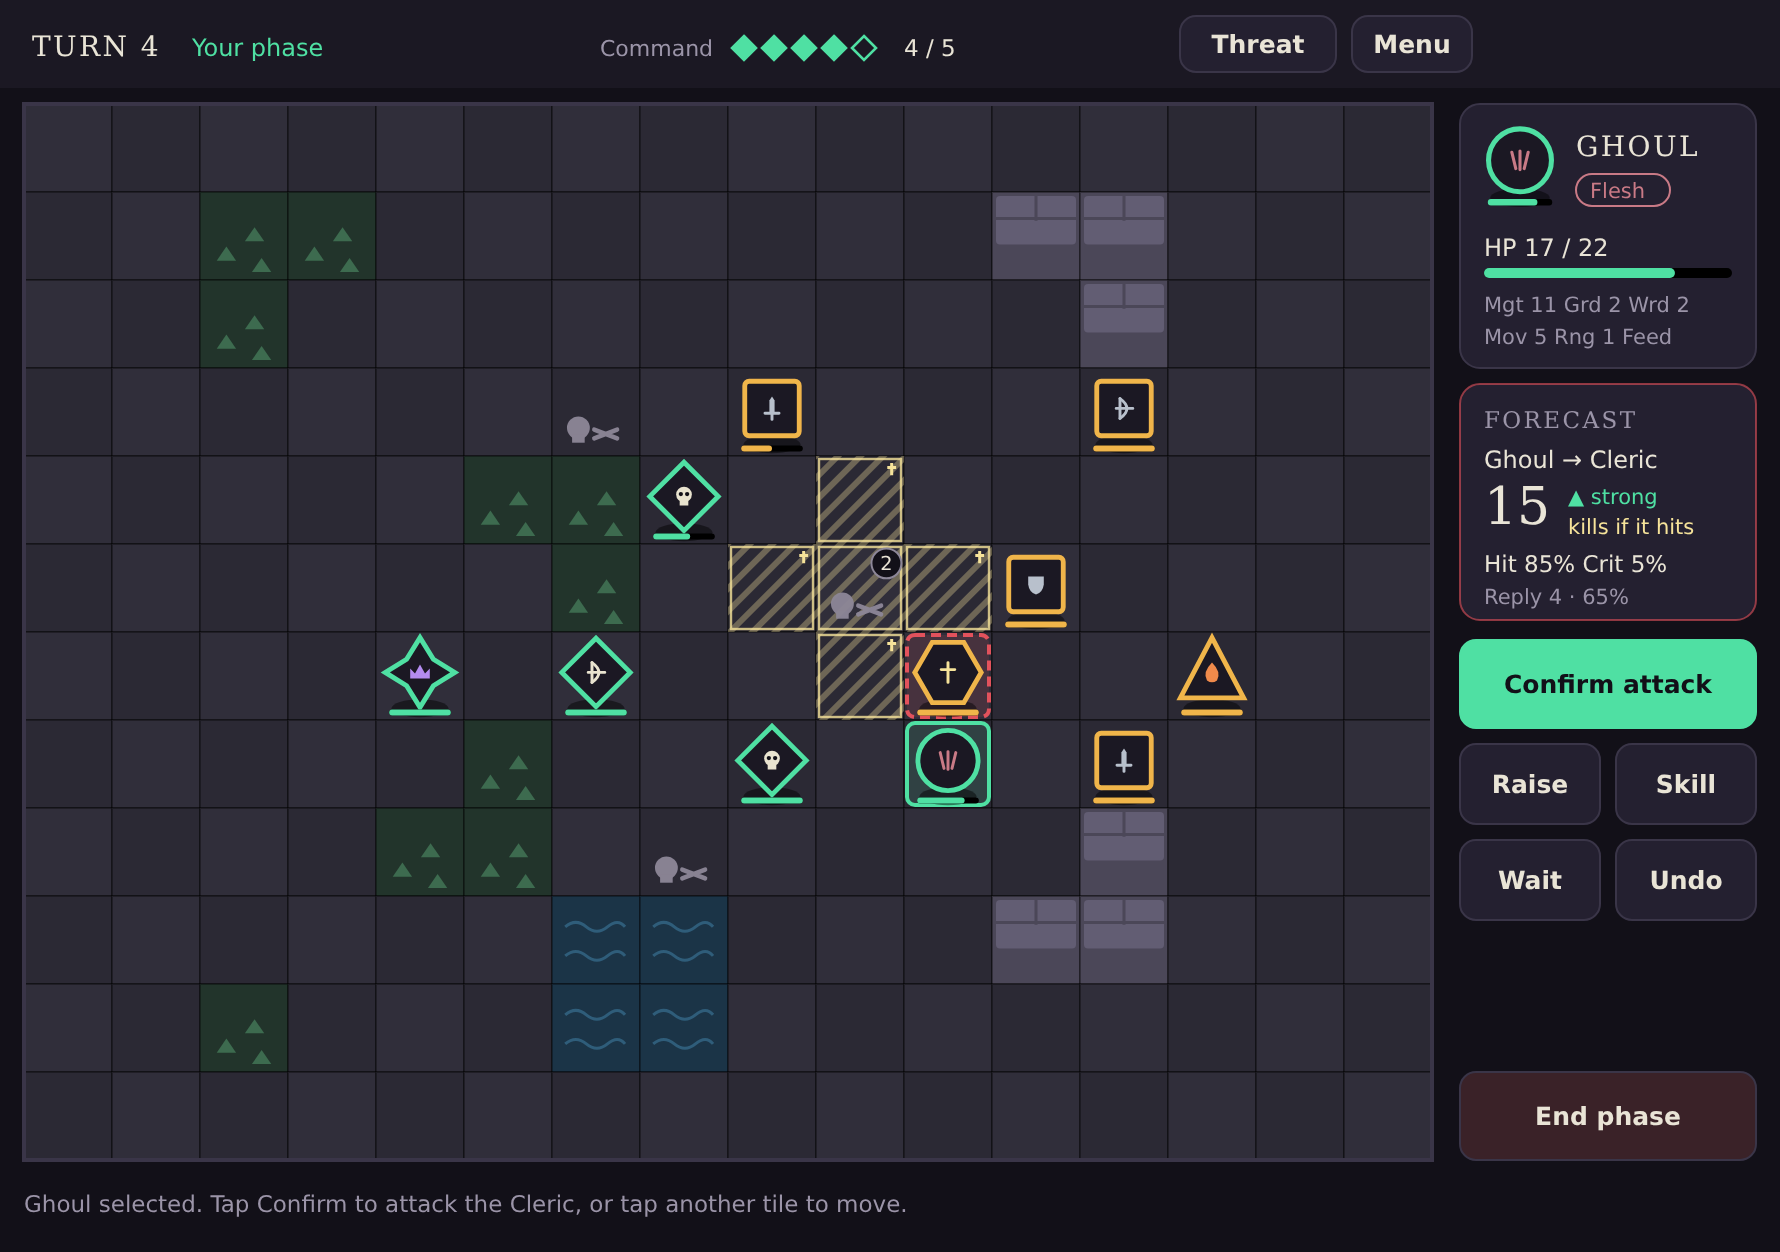 TURN 4 Your phase Command 4 / 5 Threat Menu
GHOUL
Flesh
HP 17 / 22
Mgt 11 Grd 2 Wrd 2
Mov 5 Rng 1 Feed
FORECAST
Ghoul → Cleric
15 ▲ strong
kills if it hits
Hit 85% Crit 5%
Reply 4 · 65%
2
Confirm attack
Raise Skill
Wait Undo
End phase
Ghoul selected. Tap Confirm to attack the Cleric, or tap another tile to move.